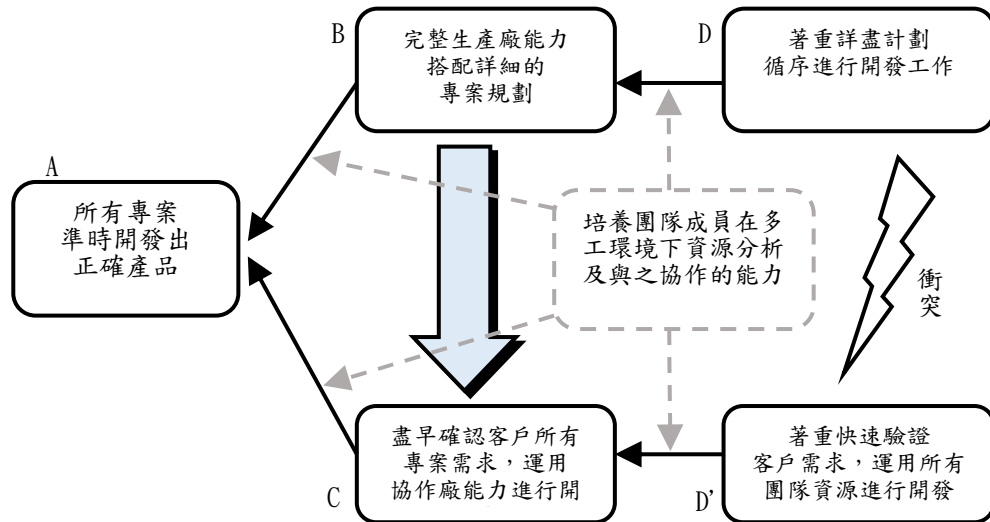 B
完整生產廠能力
搭配詳細的
專案規劃
D
著重詳盡計劃
循序進行開發工作
A
所有專案
準時開發出
正確產品
培養團隊成員在多
工環境下資源分析
及與之協作的能力
衝
突
盡早確認客戶所有
專案需求，運用
協作廠能力進行開
C
著重快速驗證
客戶需求，運用所有
團隊資源進行開發
D'